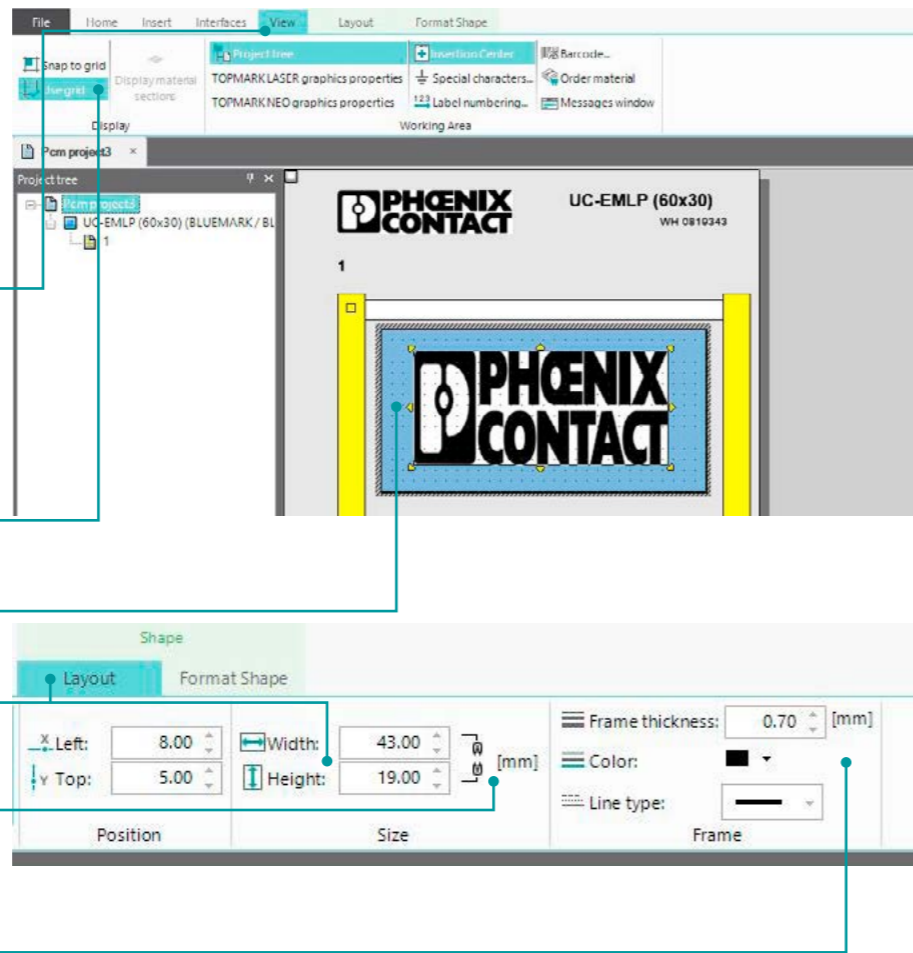 File Home Insert Interfaces View Layout Format Shape
Snap to grid
Use grid
Display material sections
Display
Project tree
TOPMARK LASER graphics properties
TOPMARK NEO graphics properties
Insertion Center
Special characters...
Label numbering...
Barcode...
Order material
Messages window
Working Area
Pcm project3 ×
Project tree
Pcm project3
UC-EMLP (60x30) (BLUEMARK / BL
1
PHŒNIX
CONTACT
UC-EMLP (60x30)
WH 0819343
1
PHŒNIX
CONTACT
Shape
Layout Format Shape
X Left: 8.00
Y Top: 5.00
Position
Width: 43.00
Height: 19.00
[mm]
Size
Frame thickness: 0.70 [mm]
Color:
Line type:
Frame